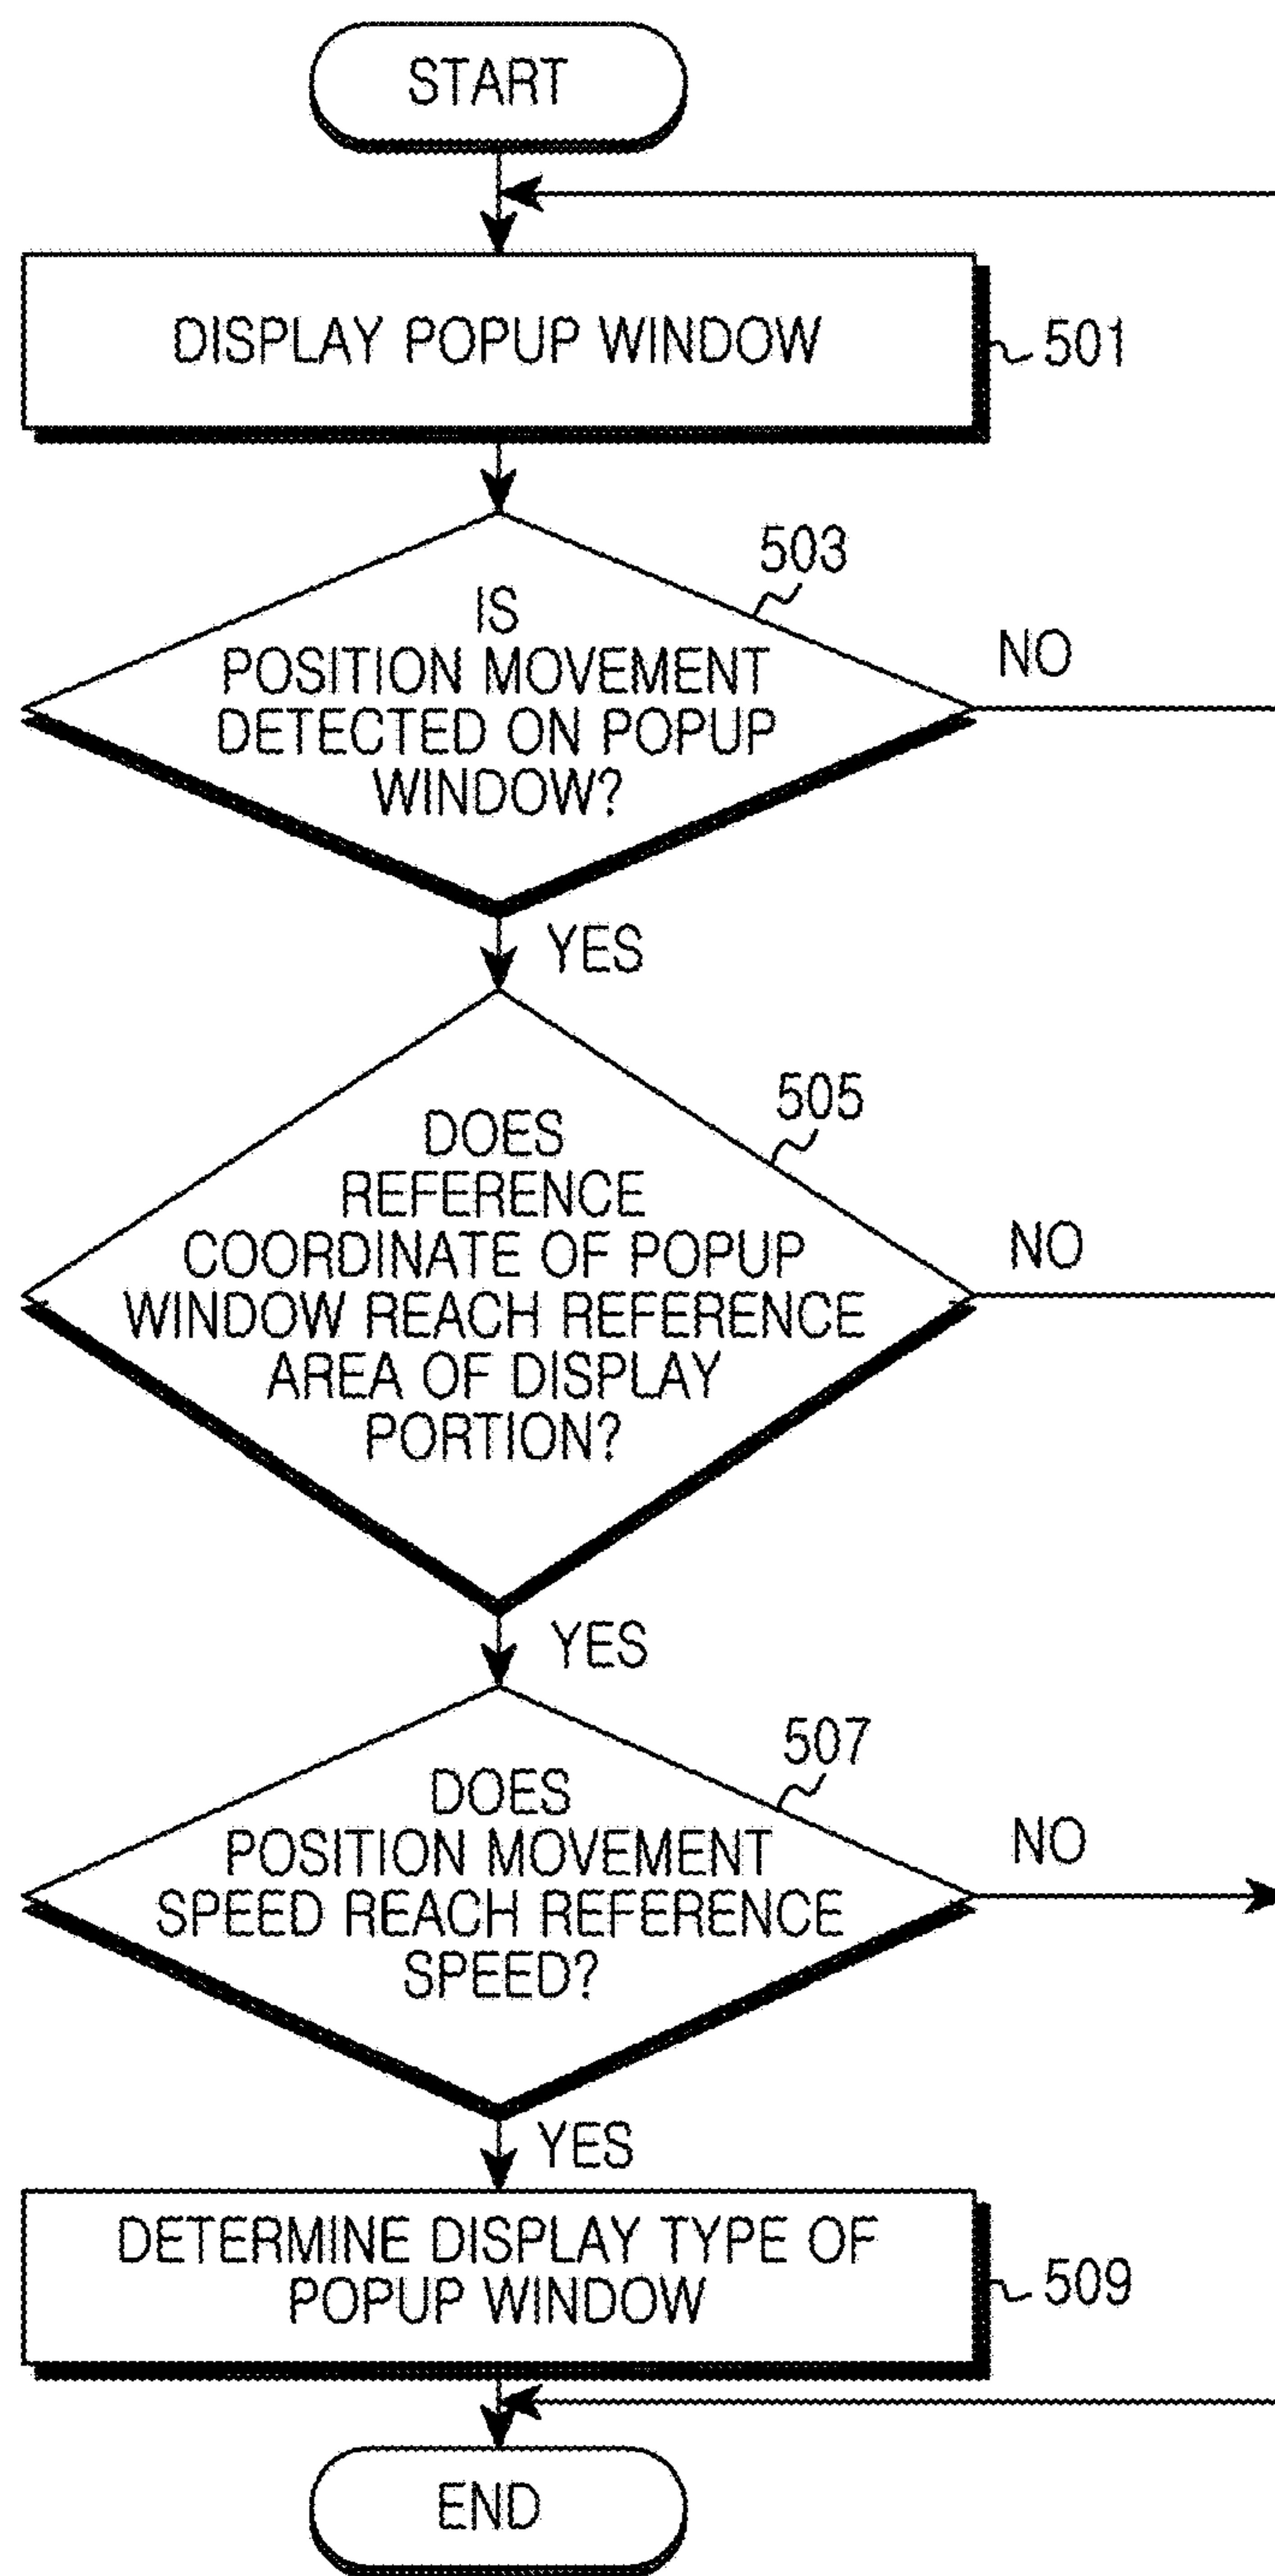 START
DISPLAY POPUP WINDOW
501
503
IS
POSITION MOVEMENT
DETECTED ON POPUP
WINDOW?
NO
YES
505
DOES
REFERENCE
COORDINATE OF POPUP
WINDOW REACH REFERENCE
AREA OF DISPLAY
PORTION?
NO
YES
507
DOES
POSITION MOVEMENT
SPEED REACH REFERENCE
SPEED?
NO
YES
DETERMINE DISPLAY TYPE OF
POPUP WINDOW
509
END